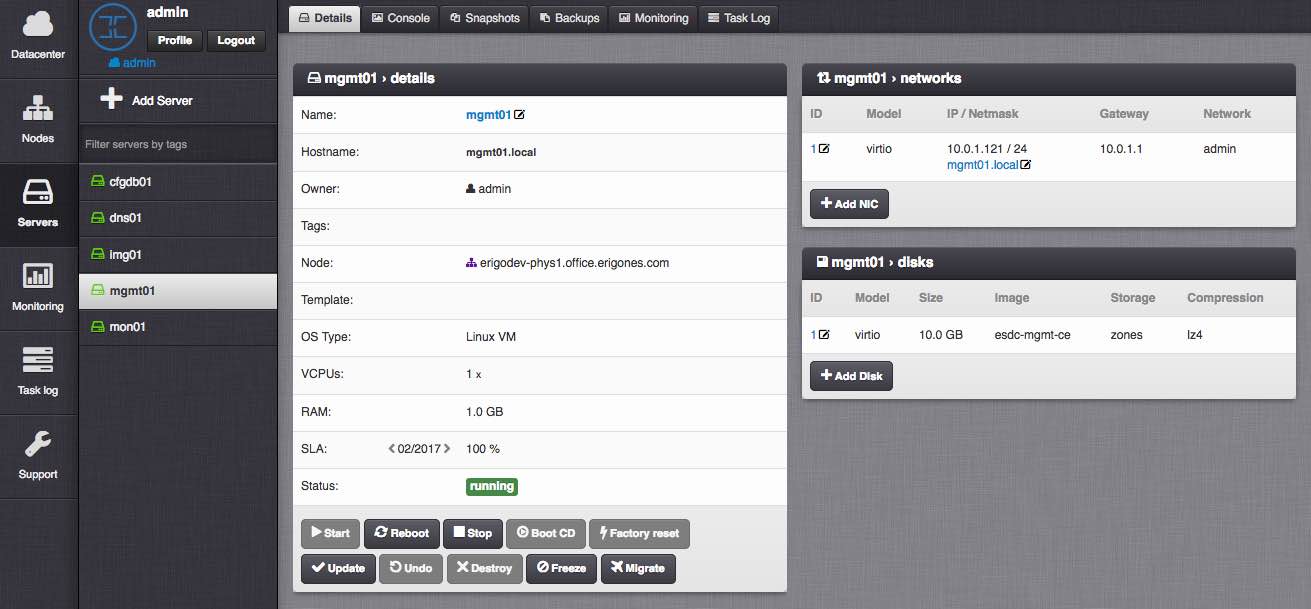 Datacenter
Nodes
Servers
Monitoring
Task log
Support
admin
Profile Logout
admin
Add Server
Filter servers by tags
cfgdb01
dns01
img01
mgmt01
mon01
Details Console Snapshots Backups Monitoring Task Log
mgmt01 › details
Name: mgmt01
Hostname: mgmt01.local
Owner: admin
Tags:
Node: erigodev-phys1.office.erigones.com
Template:
OS Type: Linux VM
VCPUs: 1 x
RAM: 1.0 GB
SLA: 02/2017 100 %
Status: running
Start Reboot Stop Boot CD Factory reset
Update Undo Destroy Freeze Migrate
mgmt01 › networks
ID Model IP / Netmask Gateway Network
1 virtio 10.0.1.121 / 24 10.0.1.1 admin
mgmt01.local
Add NIC
mgmt01 › disks
ID Model Size Image Storage Compression
1 virtio 10.0 GB esdc-mgmt-ce zones lz4
Add Disk